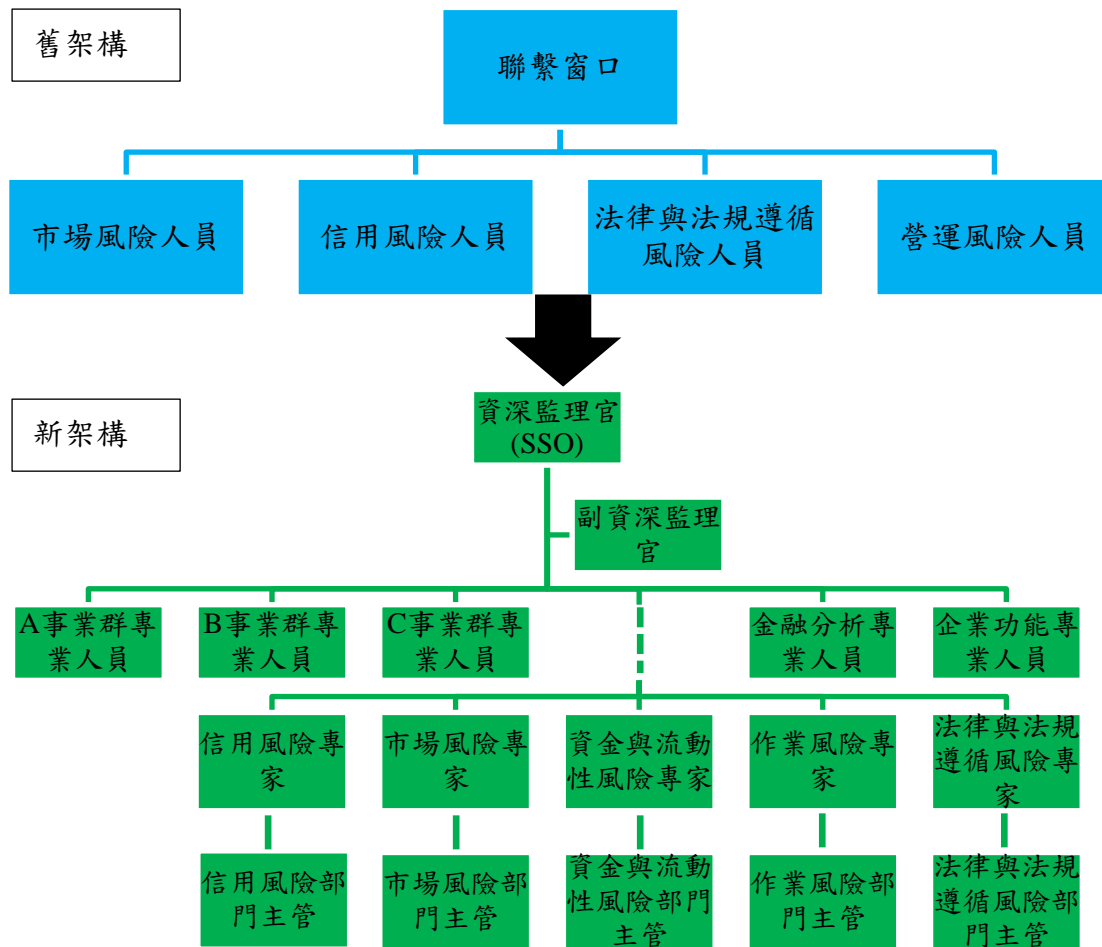 舊架構
聯繫窗口
市場風險人員
信用風險人員
法律與法規遵循
風險人員
營運風險人員
新架構
資深監理官
(SSO)
副資深監理
官
A事業群專
業人員
B事業群專
業人員
C事業群專
業人員
金融分析專
業人員
企業功能專
業人員
信用風險專
家
市場風險專
家
資金與流動
性風險專家
作業風險專
家
法律與法規
遵循風險專
家
信用風險部
門主管
市場風險部
門主管
資金與流動
性風險部門
主管
作業風險部
門主管
法律與法規
遵循風險部
門主管